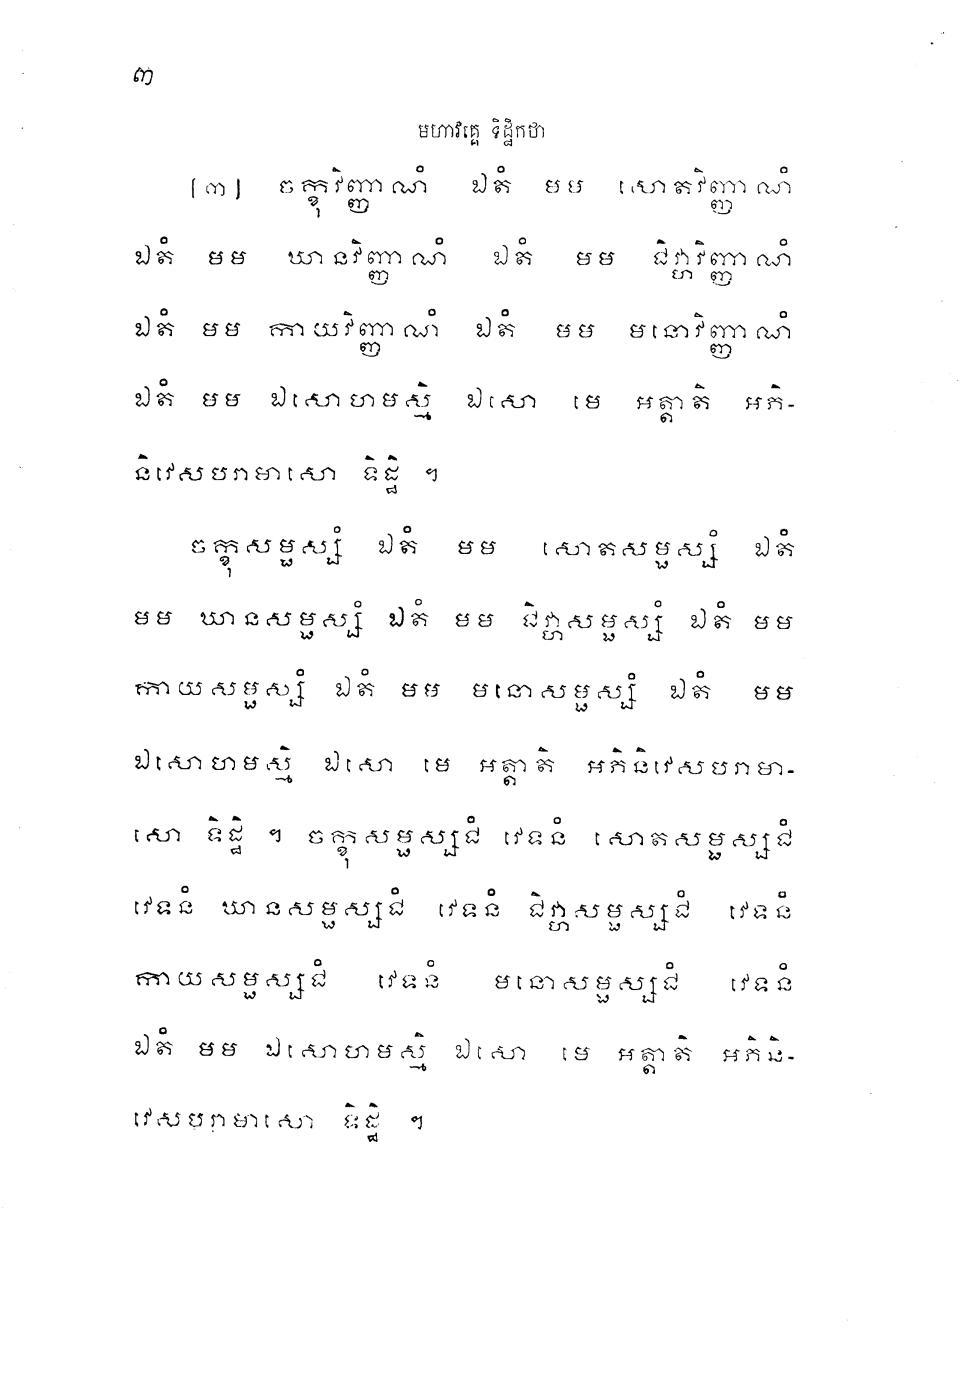 ៣
មហាវគ្គេ ទិដ្ឋិកថា
[៣] ចក្ខុវិញ្ញាណំ ឯតំ មម សោតវិញ្ញាណំ
ឯតំ មម ឃានវិញ្ញាណំ ឯតំ មម ជិវ្ហាវិញ្ញាណំ
ឯតំ មម កាយវិញ្ញាណំ ឯតំ មម មនោវិញ្ញាណំ
ឯតំ មម ឯសោហមស្មិ ឯសោ មេ អត្តាតិ អភិ-
និវេសបរាមាសោ ទិដ្ឋិ ។
ចក្ខុសម្ផស្សំ ឯតំ មម សោតសម្ផស្សំ ឯតំ
មម ឃានសម្ផស្សំ ឯតំ មម ជិវ្ហាសម្ផស្សំ ឯតំ មម
កាយសម្ផស្សំ ឯតំ មម មនោសម្ផស្សំ ឯតំ មម
ឯសោហមស្មិ ឯសោ មេ អត្តាតិ អភិនិវេសបរាមា-
សោ ទិដ្ឋិ ។ ចក្ខុសម្ផស្សជំ វេទនំ សោតសម្ផស្សជំ
វេទនំ ឃានសម្ផស្សជំ វេទនំ ជិវ្ហាសម្ផស្សជំ វេទនំ
កាយសម្ផស្សជំ វេទនំ មនោសម្ផស្សជំ វេទនំ
ឯតំ មម ឯសោហមស្មិ ឯសោ មេ អត្តាតិ អភិនិ-
វេសបរាមាសោ ទិដ្ឋិ ។